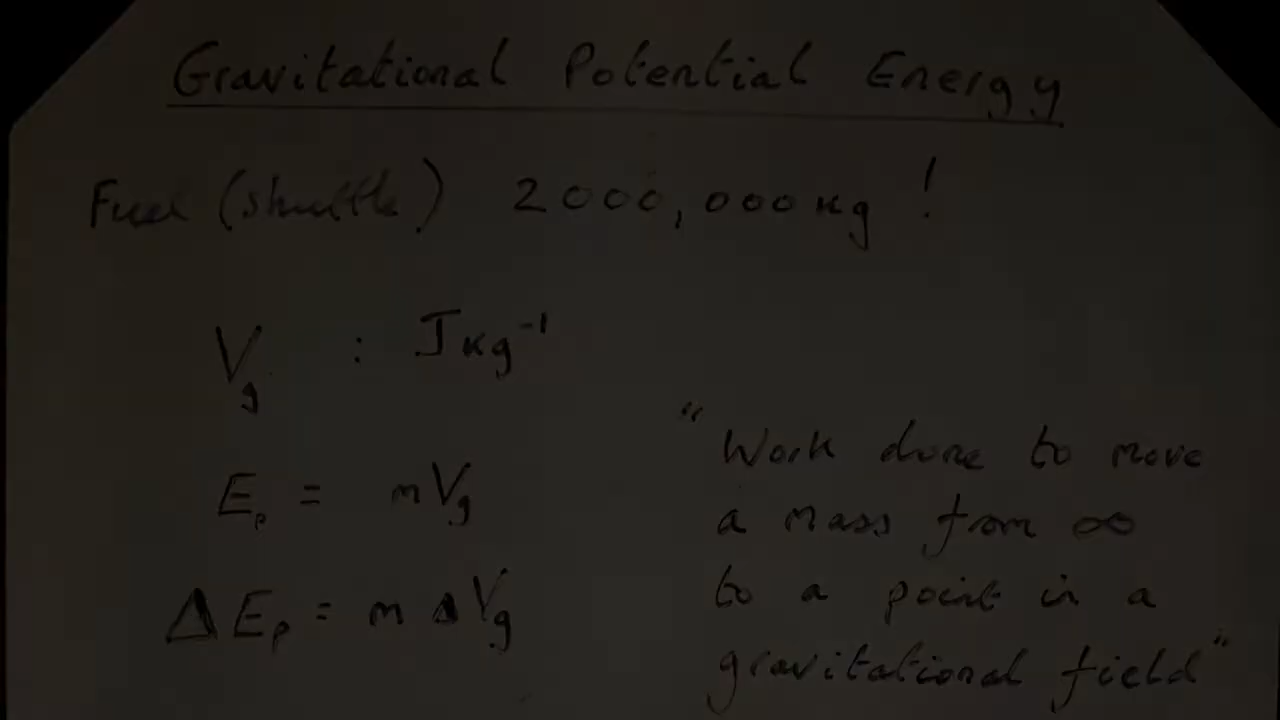 Gravitational Potential Energy
Fuel (shuttle) 2000,000 kg !
Vg : J kg⁻¹
Ep = mVg
ΔEp = mΔVg
"Work done to move
a mass from ∞
to a point in a
gravitational field"